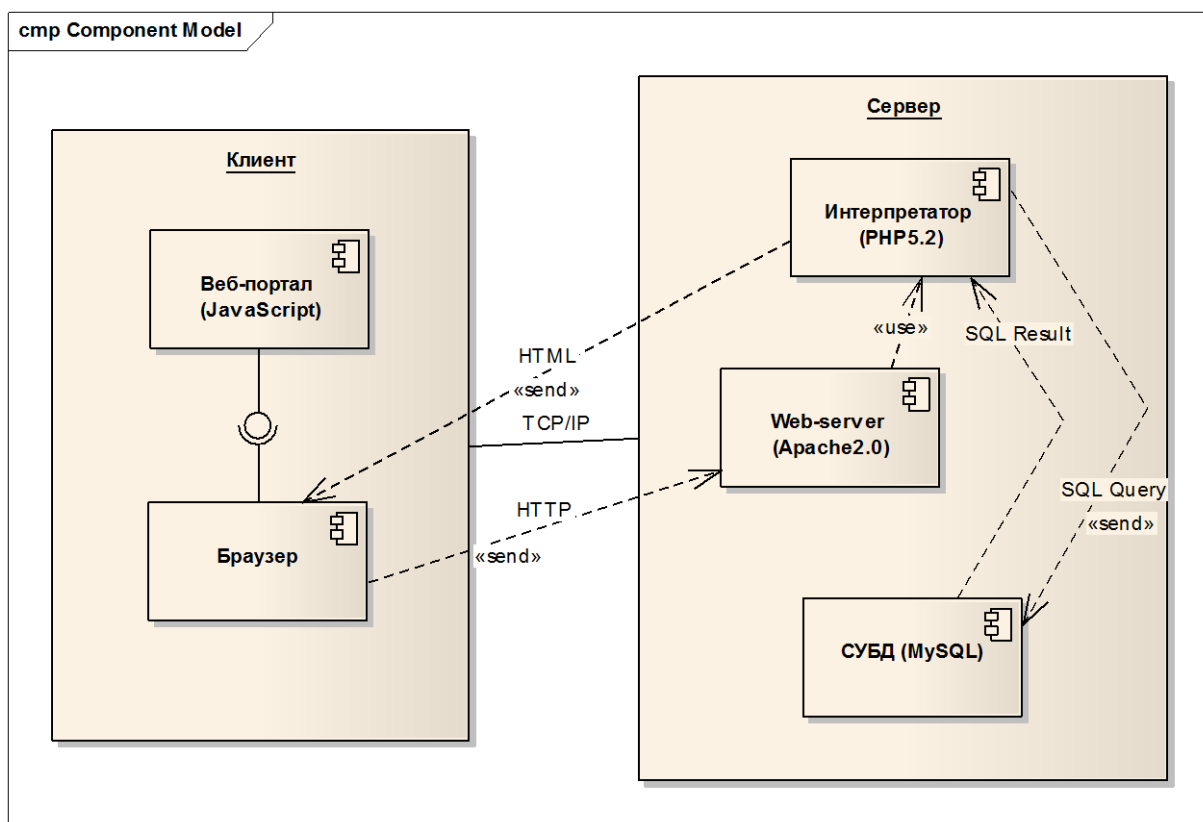 cmp Component Model
Клиент
Веб-портал
(JavaScript)
Браузер
HTML
«send»
TCP/IP
HTTP
«send»
Сервер
Интерпретатор
(PHP5.2)
«use»
SQL Result
Web-server
(Apache2.0)
SQL Query
«send»
СУБД (MySQL)